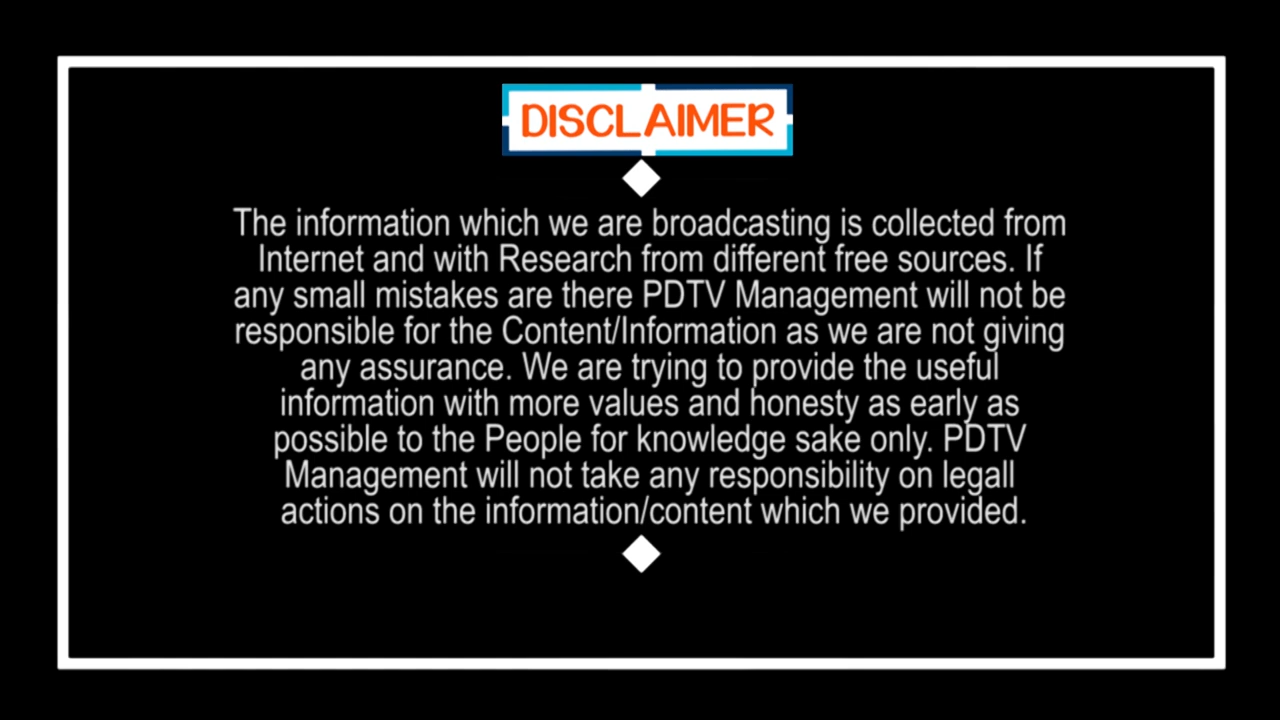 DISCLAIMER
The information which we are broadcasting is collected from
Internet and with Research from different free sources. If
any small mistakes are there PDTV Management will not be
responsible for the Content/Information as we are not giving
any assurance. We are trying to provide the useful
information with more values and honesty as early as
possible to the People for knowledge sake only. PDTV
Management will not take any responsibility on legall
actions on the information/content which we provided.